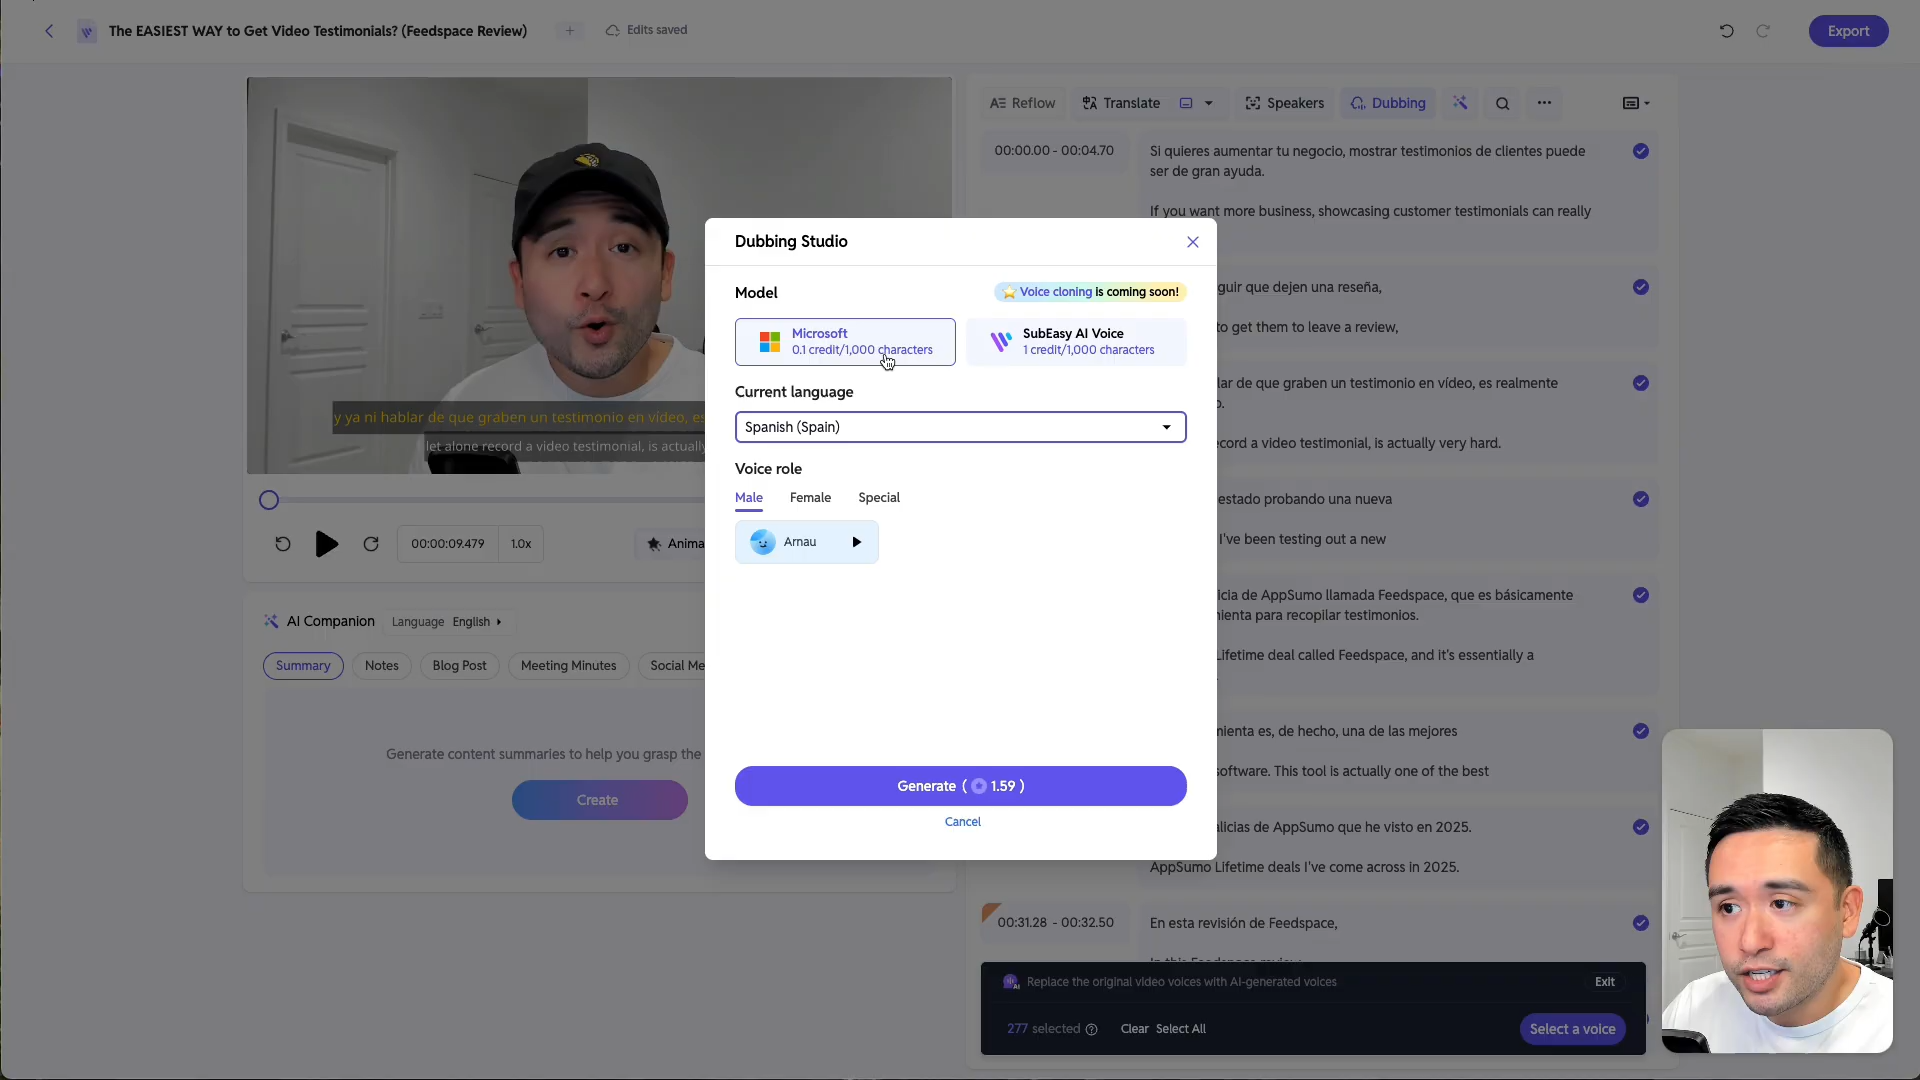 The EASIEST WAY to Get Video Testimonials? (Feedspace Review)
Edits saved
Export
Reflow
Translate
Speakers
Dubbing
00:00.00 - 00:04.70
Si quieres aumentar tu negocio, mostrar testimonios de clientes puede
ser de gran ayuda.
If you want more business, showcasing customer testimonials can really
guir que dejen una reseña,
to get them to leave a review,
lar de que graben un testimonio en vídeo, es realmente
o.
cord a video testimonial, is actually very hard.
estado probando una nueva
I've been testing out a new
licia de AppSumo llamada Feedspace, que es básicamente
ienta para recopilar testimonios.
Lifetime deal called Feedspace, and it's essentially a
mienta es, de hecho, una de las mejores
software. This tool is actually one of the best
licias de AppSumo que he visto en 2025.
AppSumo Lifetime deals I've come across in 2025.
00:31.28 - 00:32.50
En esta revisión de Feedspace,
In this Feedspace review
Replace the original video voices with AI-generated voices
Exit
277 selected
Clear
Select All
Select a voice
y ya ni hablar de que graben un testimonio en vídeo, es
let alone record a video testimonial, is actually
00:00:09.479
1.0x
Anima
AI Companion
Language
English
Summary
Notes
Blog Post
Meeting Minutes
Social Me
Generate content summaries to help you grasp the
Create
Dubbing Studio
Model
Voice cloning is coming soon!
Microsoft
0.1 credit/1,000 characters
SubEasy AI Voice
1 credit/1,000 characters
Current language
Spanish (Spain)
Voice role
Male
Female
Special
Arnau
Generate ( 1.59 )
Cancel